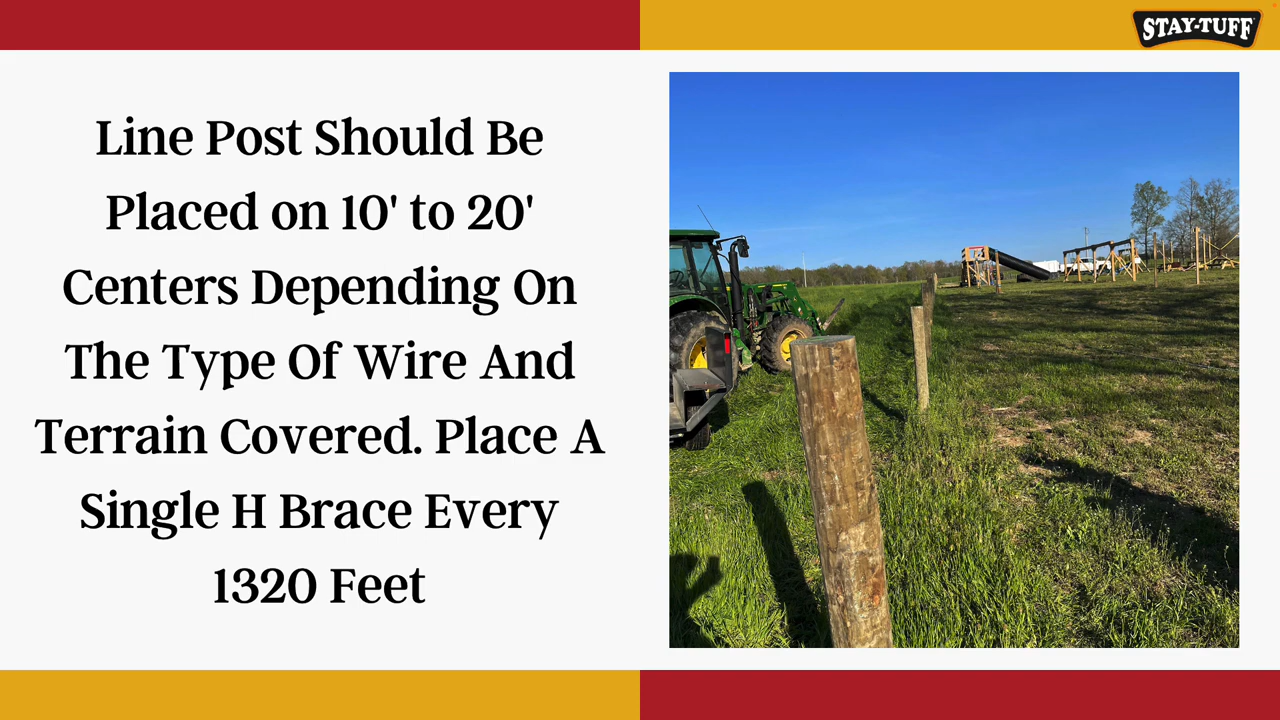 STAY-TUFF
Line Post Should Be
Placed on 10' to 20'
Centers Depending On
The Type Of Wire And
Terrain Covered. Place A
Single H Brace Every
1320 Feet